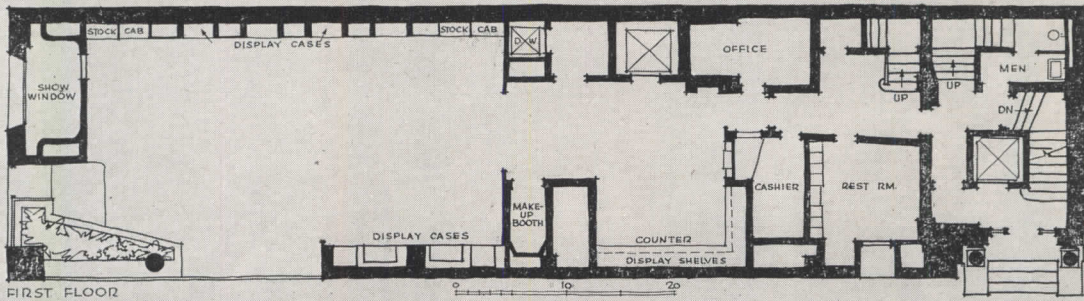 STOCK CAB
DISPLAY CASES
STOCK CAB
D.W
OFFICE
UP
UP
MEN
DN
SHOW
WINDOW
MAKE-
UP
BOOTH
CASHIER
REST RM.
DISPLAY CASES
COUNTER
DISPLAY SHELVES
FIRST FLOOR
0 10 20